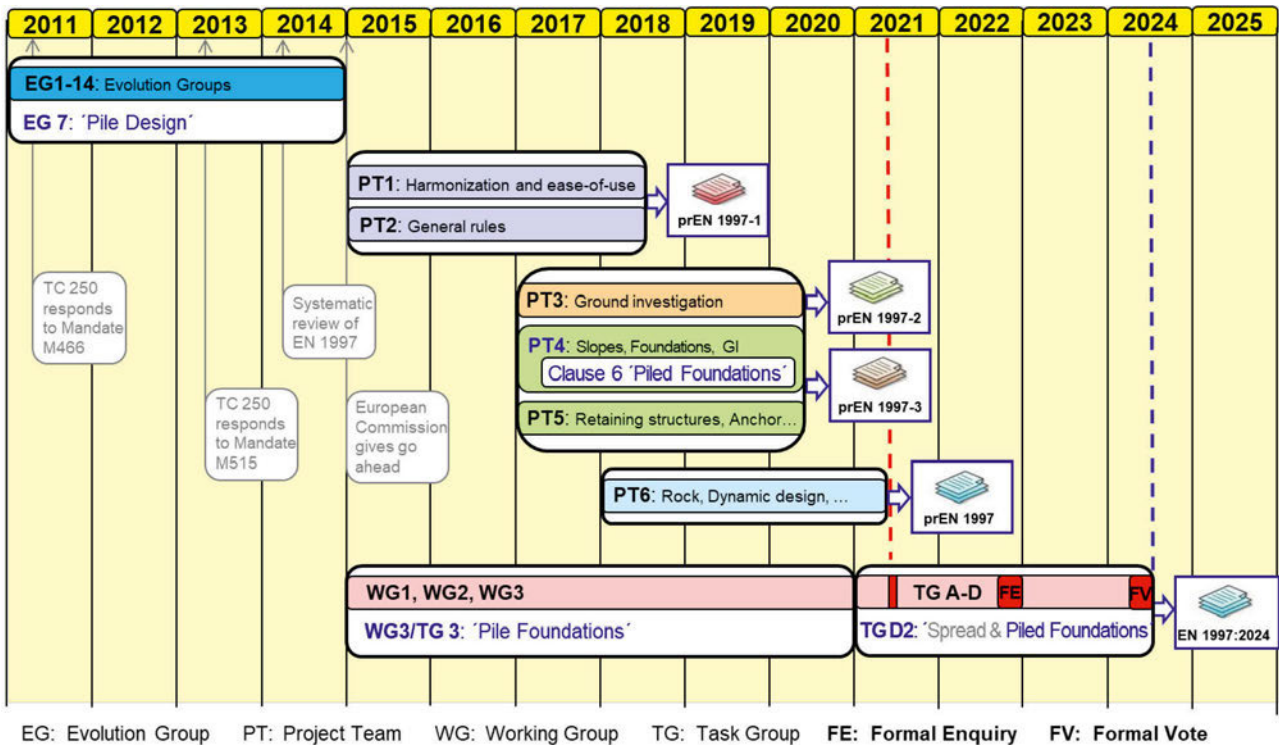 2011 2012 2013 2014 2015 2016 2017 2018 2019 2020 2021 2022 2023 2024 2025
EG1-14: Evolution Groups
EG 7: ´Pile Design´
PT1: Harmonization and ease-of-use
PT2: General rules
prEN 1997-1
TC 250
responds
to Mandate
M466
Systematic
review of
EN 1997
PT3: Ground investigation
prEN 1997-2
PT4: Slopes, Foundations, GI
Clause 6 ´Piled Foundations´
prEN 1997-3
TC 250
responds
to Mandate
M515
European
Commission
gives go
ahead
PT5: Retaining structures, Anchor...
PT6: Rock, Dynamic design, ...
prEN 1997
WG1, WG2, WG3
TG A-D
FE
FV
WG3/TG 3: ´Pile Foundations´
TG D2: ´Spread & Piled Foundations´
EN 1997:2024
EG: Evolution Group PT: Project Team WG: Working Group TG: Task Group FE: Formal Enquiry FV: Formal Vote